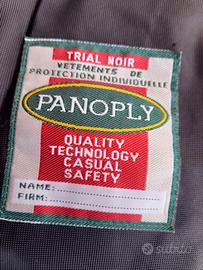 TRIAL NOIR
VETEMENTS DE
PROTECTION INDIVIDUELLE
PANOPLY
QUALITY
TECHNOLOGY
CASUAL
SAFETY
NAME:
FIRM:
subito